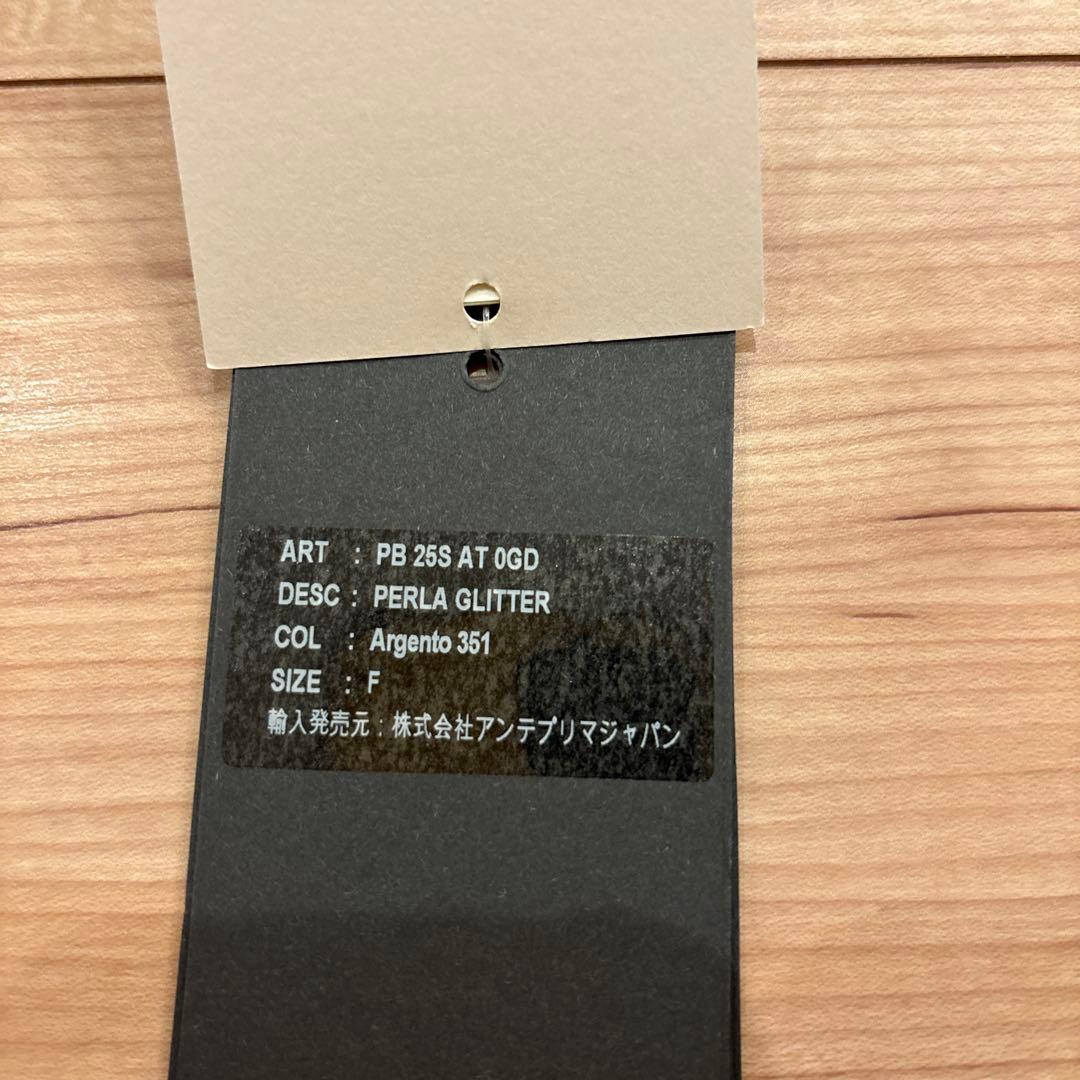 ART : PB 25S AT 0GD
DESC : PERLA GLITTER
COL : Argento 351
SIZE : F
輸入発売元 : 株式会社アンテプリマジャパン